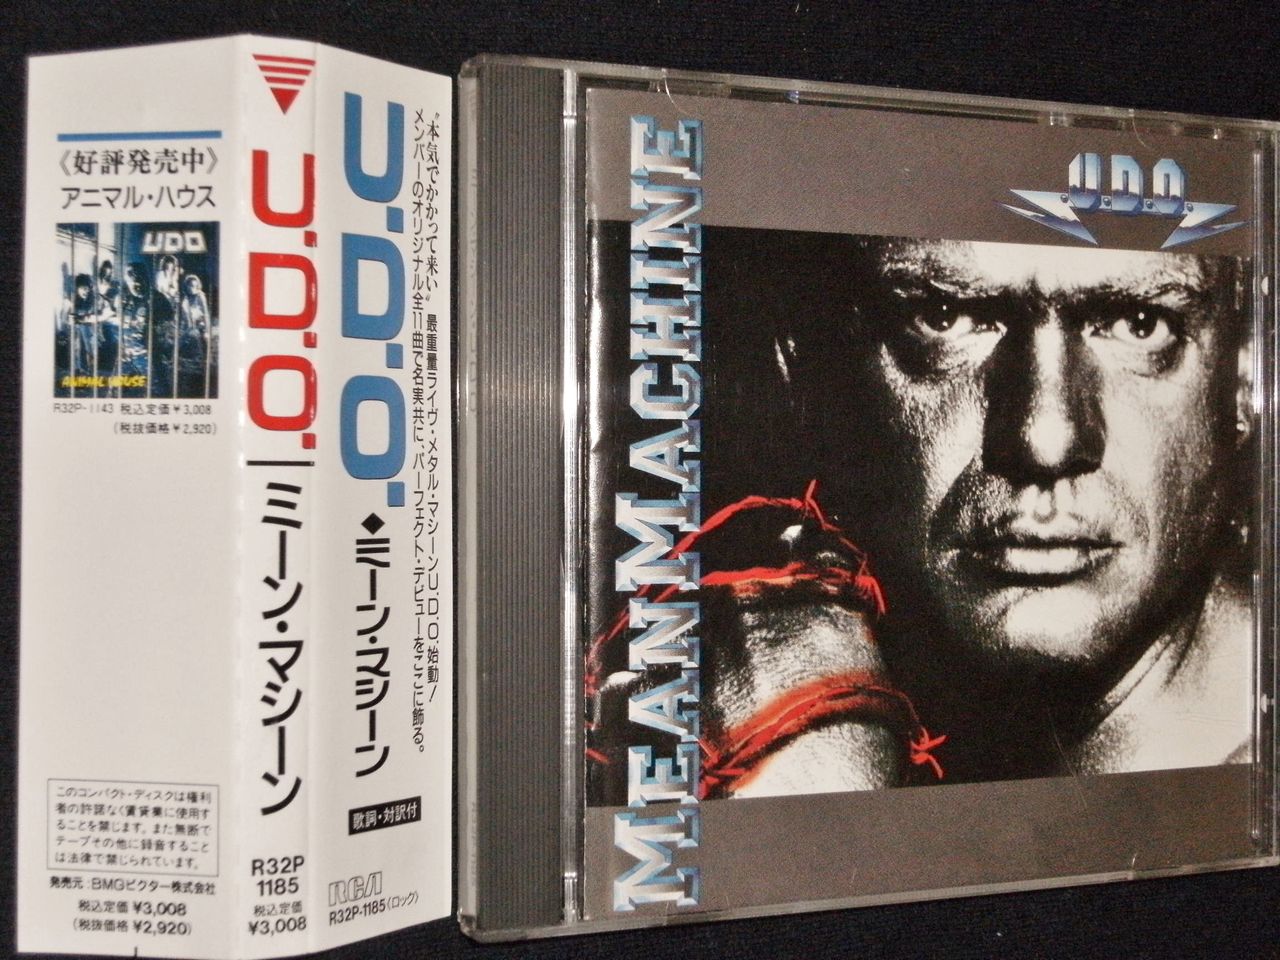 《好評発売中》
アニマル・ハウス
UDO
ANIMAL HOUSE
R32P-1143 税込定価¥3,008
(税抜価格¥2,920)
このコンパクト・ディスクは権利
者の許諾なく賃貸業に使用す
ることを禁じます。また無断で
テープその他に録音すること
は法律で禁じられています。
発売元:BMGビクター株式会社
税込定価¥3,008
(税抜価格¥2,920)
U.D.O.
ミーン・マシーン
R32P
1185
税込定価
¥3,008
"本気でかかって来い" 最重量ライヴ・メタル・マシーンU.D.O.始動!
メンバーのオリジナル全11曲で名実共に、パーフェクト・デビューをここに飾る。
U.D.O.
◆ミーン・マシーン
歌詞・対訳付
RCA
R32P-1185(ロック)
MEAN MACHINE
U.D.O.